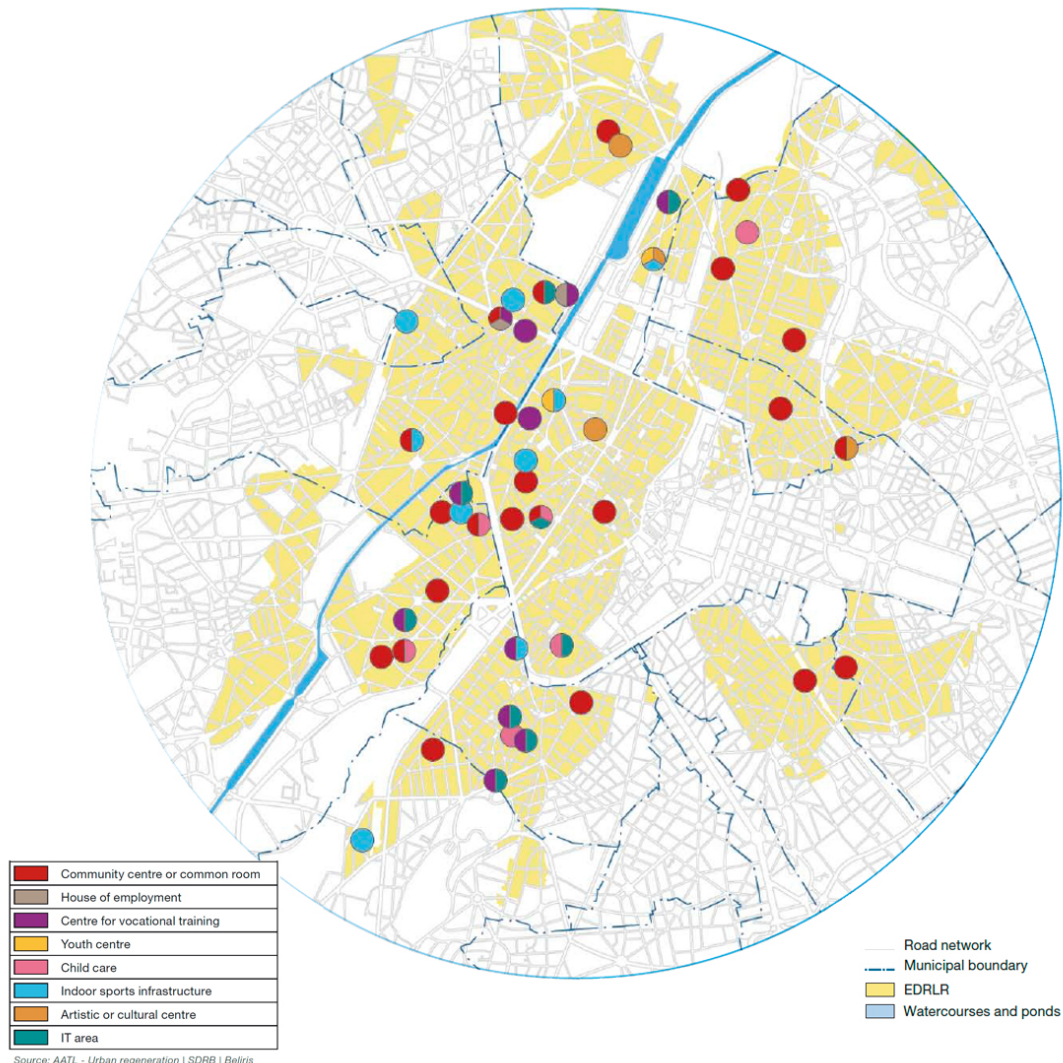 Community centre or common room
House of employment
Centre for vocational training
Youth centre
Child care
Indoor sports infrastructure
Artistic or cultural centre
IT area
Source: AATL - Urban regeneration | SDRB | Beliris
Road network
Municipal boundary
EDRLR
Watercourses and ponds